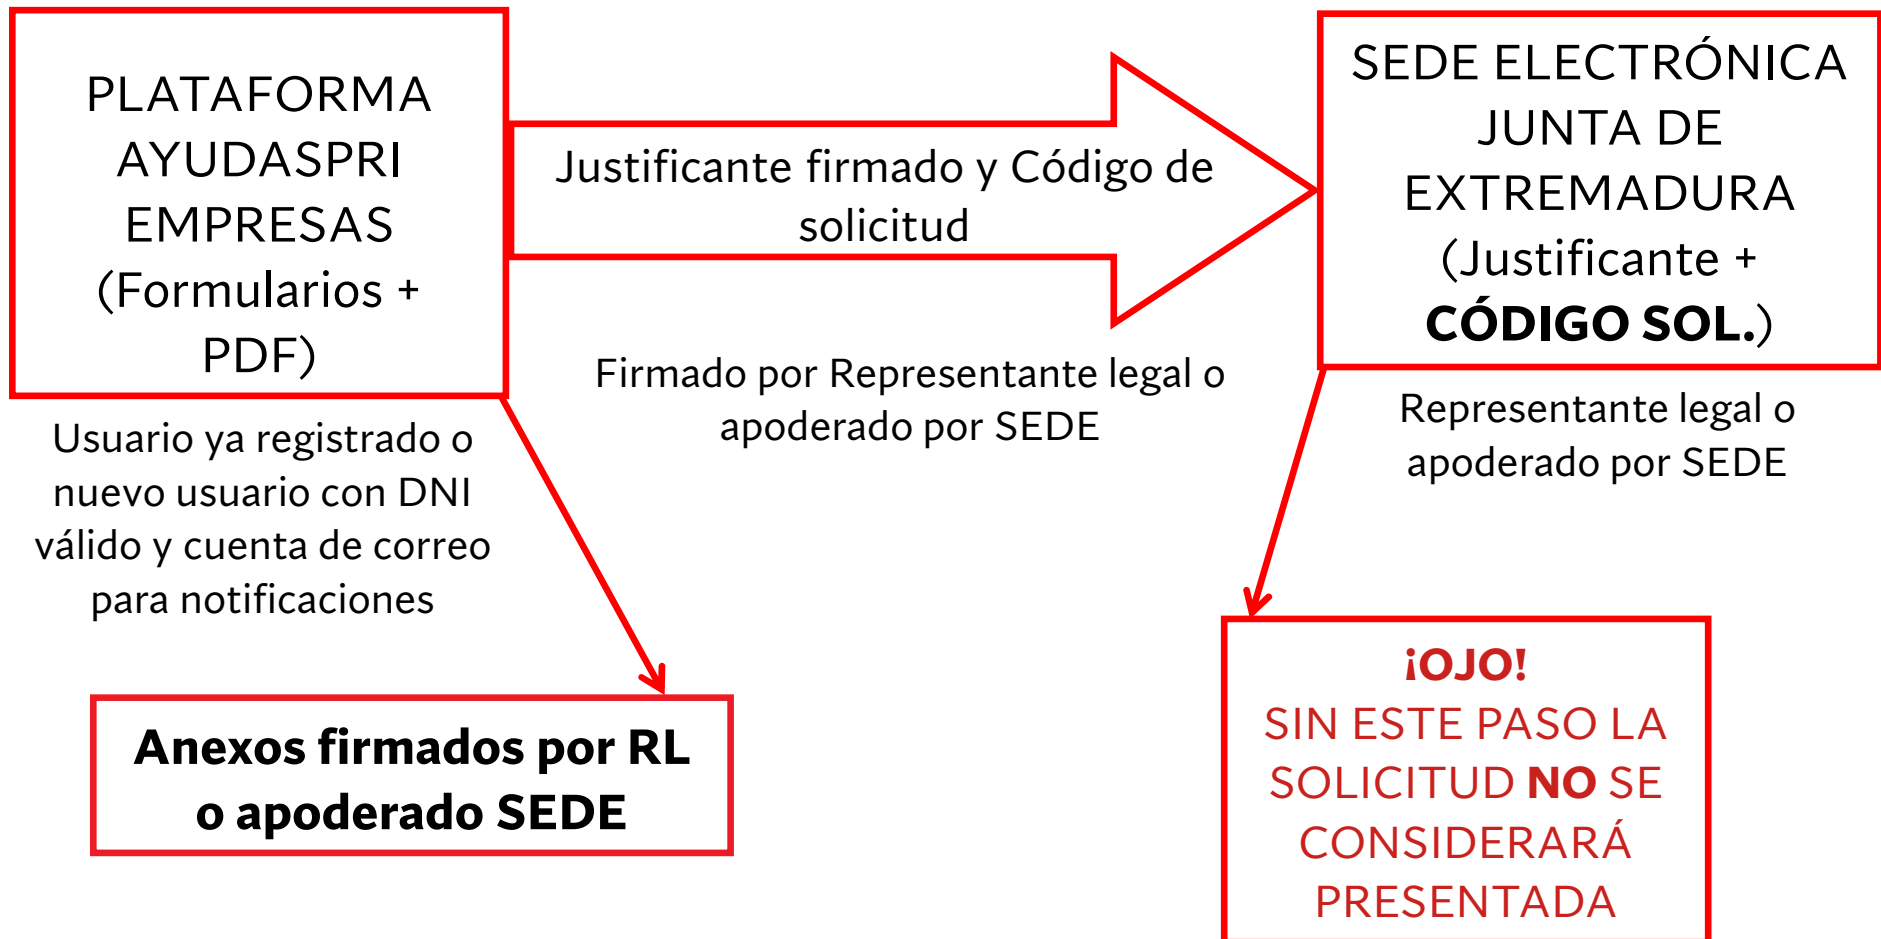 PLATAFORMA
AYUDASPRI
EMPRESAS
(Formularios +
PDF)
Usuario ya registrado o
nuevo usuario con DNI
válido y cuenta de correo
para notificaciones
Anexos firmados por RL
o apoderado SEDE
Justificante firmado y Código de
solicitud
Firmado por Representante legal o
apoderado por SEDE
SEDE ELECTRÓNICA
JUNTA DE
EXTREMADURA
(Justificante +
CÓDIGO SOL.)
Representante legal o
apoderado por SEDE
¡OJO!
SIN ESTE PASO LA
SOLICITUD NO SE
CONSIDERARÁ
PRESENTADA